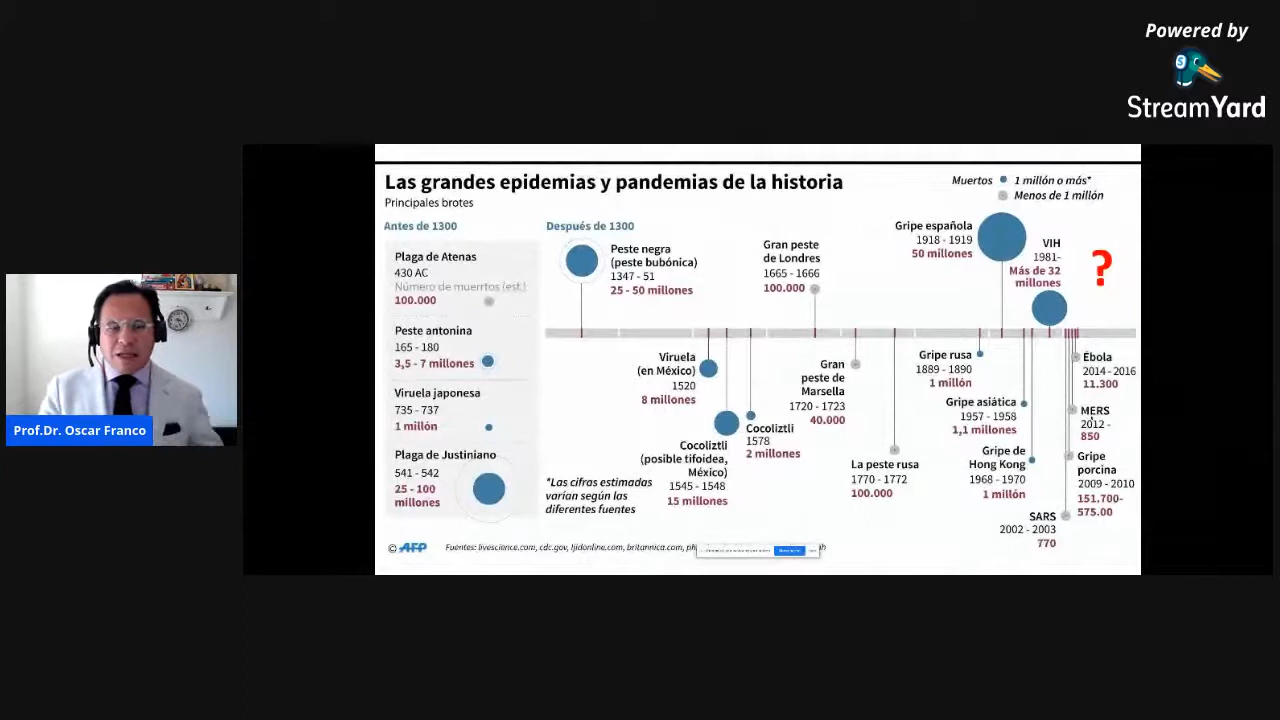 Powered by
StreamYard
Las grandes epidemias y pandemias de la historia
Principales brotes
Muertos 1 millón o más*
Menos de 1 millón
Antes de 1300
Plaga de Atenas
430 AC
Número de muertos (est.)
100.000
Peste antonina
165 - 180
3,5 - 7 millones
Viruela japonesa
735 - 737
1 millón
Plaga de Justiniano
541 - 542
25 - 100
millones
Después de 1300
Peste negra
(peste bubónica)
1347 - 51
25 - 50 millones
Gran peste
de Londres
1665 - 1666
100.000
Gripe española
1918 - 1919
50 millones
VIH
1981-
Más de 32
millones
?
Viruela
(en México)
1520
8 millones
Cocoliztli
(posible tifoidea,
México)
1545 - 1548
15 millones
Cocoliztli
1578
2 millones
Gran
peste de
Marsella
1720 - 1723
40.000
La peste rusa
1770 - 1772
100.000
Gripe rusa
1889 - 1890
1 millón
Gripe asiática
1957 - 1958
1,1 millones
Gripe de
Hong Kong
1968 - 1970
1 millón
SARS
2002 - 2003
770
Ébola
2014 - 2016
11.300
MERS
2012 -
850
Gripe
porcina
2009 - 2010
151.700-
575.00
*Las cifras estimadas
varían según las
diferentes fuentes
© AFP
Fuentes: livescience.com, cdc.gov, ljidonline.com, britannica.com,
Prof.Dr. Oscar Franco